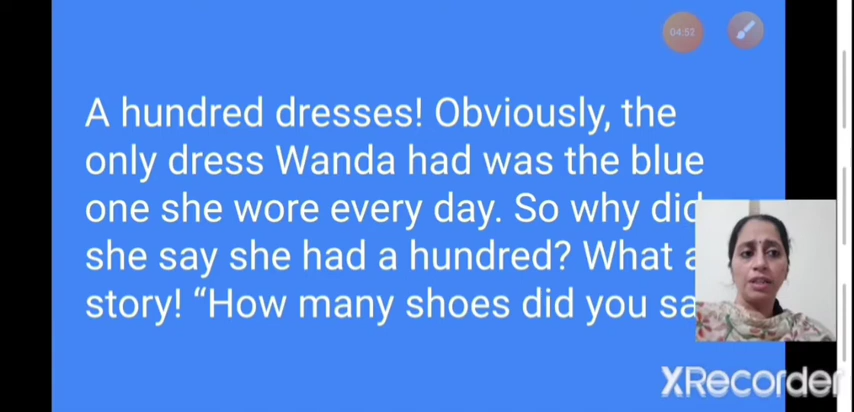 04:52
A hundred dresses! Obviously, the
only dress Wanda had was the blue
one she wore every day. So why did
she say she had a hundred? What a
story! “How many shoes did you
XRecorder